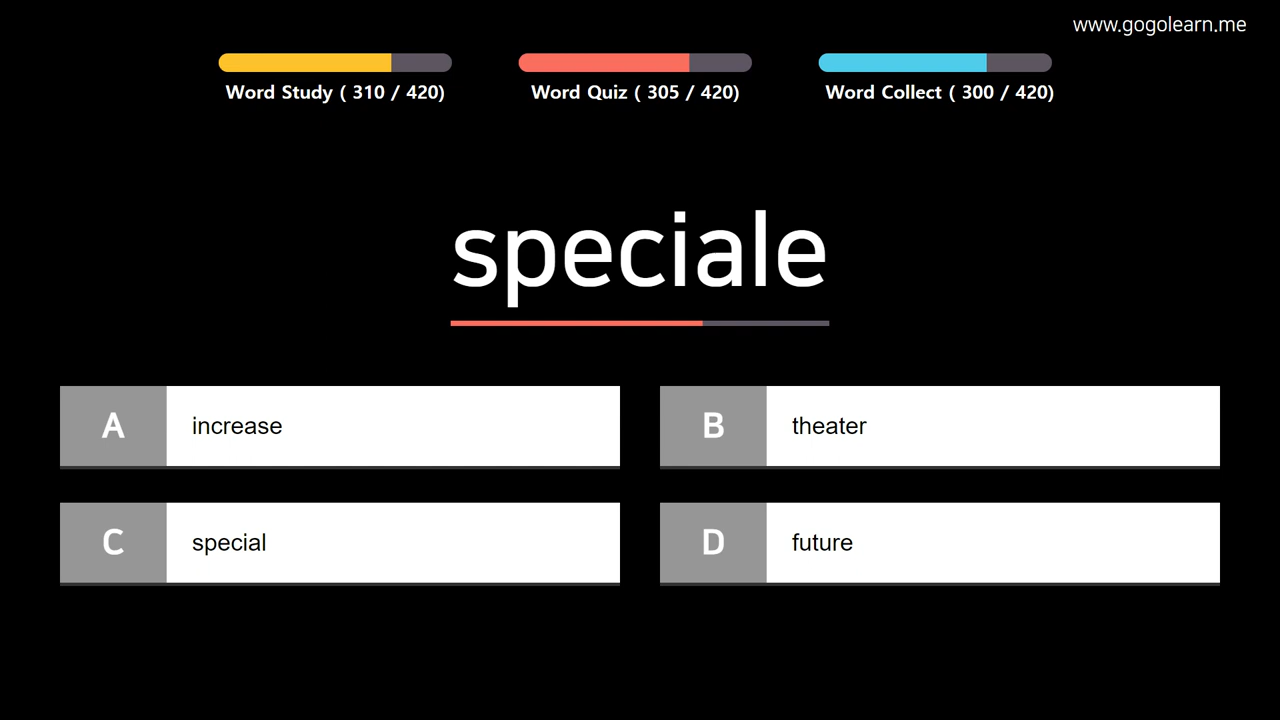 www.gogolearn.me
Word Study ( 310 / 420)
Word Quiz ( 305 / 420)
Word Collect ( 300 / 420)
speciale
A increase
B theater
C special
D future